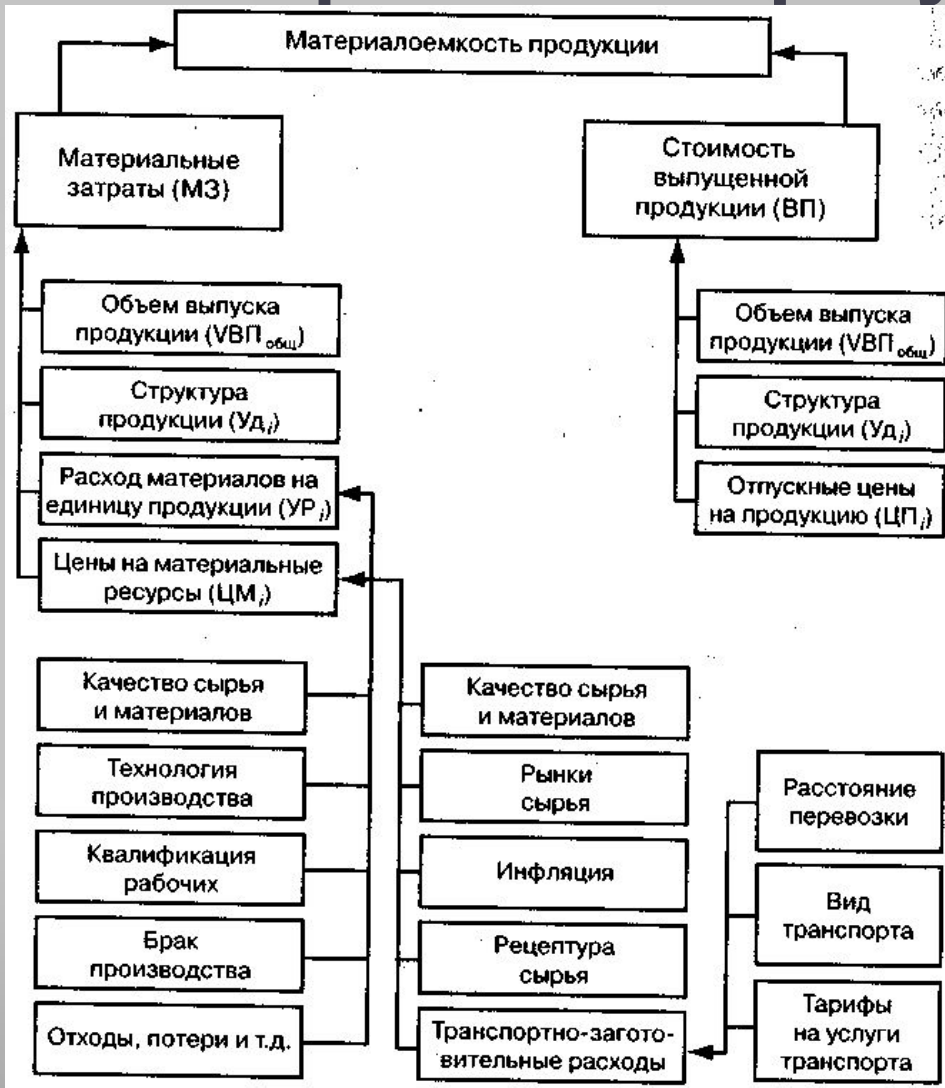 Материалоемкость продукции
Материальные
затраты (МЗ)
Стоимость
выпущенной
продукции (ВП)
Объем выпуска
продукции (VВП общ)
Структура
продукции (Уд i)
Расход материалов на
единицу продукции (УР i)
Цены на материальные
ресурсы (ЦМ i)
Объем выпуска
продукции (VВП общ)
Структура
продукции (Уд i)
Отпускные цены
на продукцию (ЦП i)
Качество сырья
и материалов
Технология
производства
Квалификация
рабочих
Брак
производства
Отходы, потери и т.д.
Качество сырья
и материалов
Рынки
сырья
Инфляция
Рецептура
сырья
Транспортно-загото-
вительные расходы
Расстояние
перевозки
Вид
транспорта
Тарифы
на услуги
транспорта